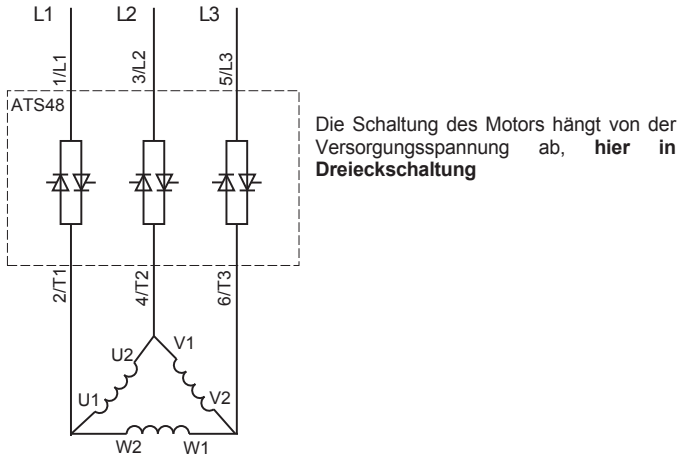 L1 L2 L3
1/L1 3/L2 5/L3
ATS48
Die Schaltung des Motors hängt von der
Versorgungsspannung ab, hier in
Dreieckschaltung
2/T1 4/T2 6/T3
U2 V1
U1 V2
W2 W1